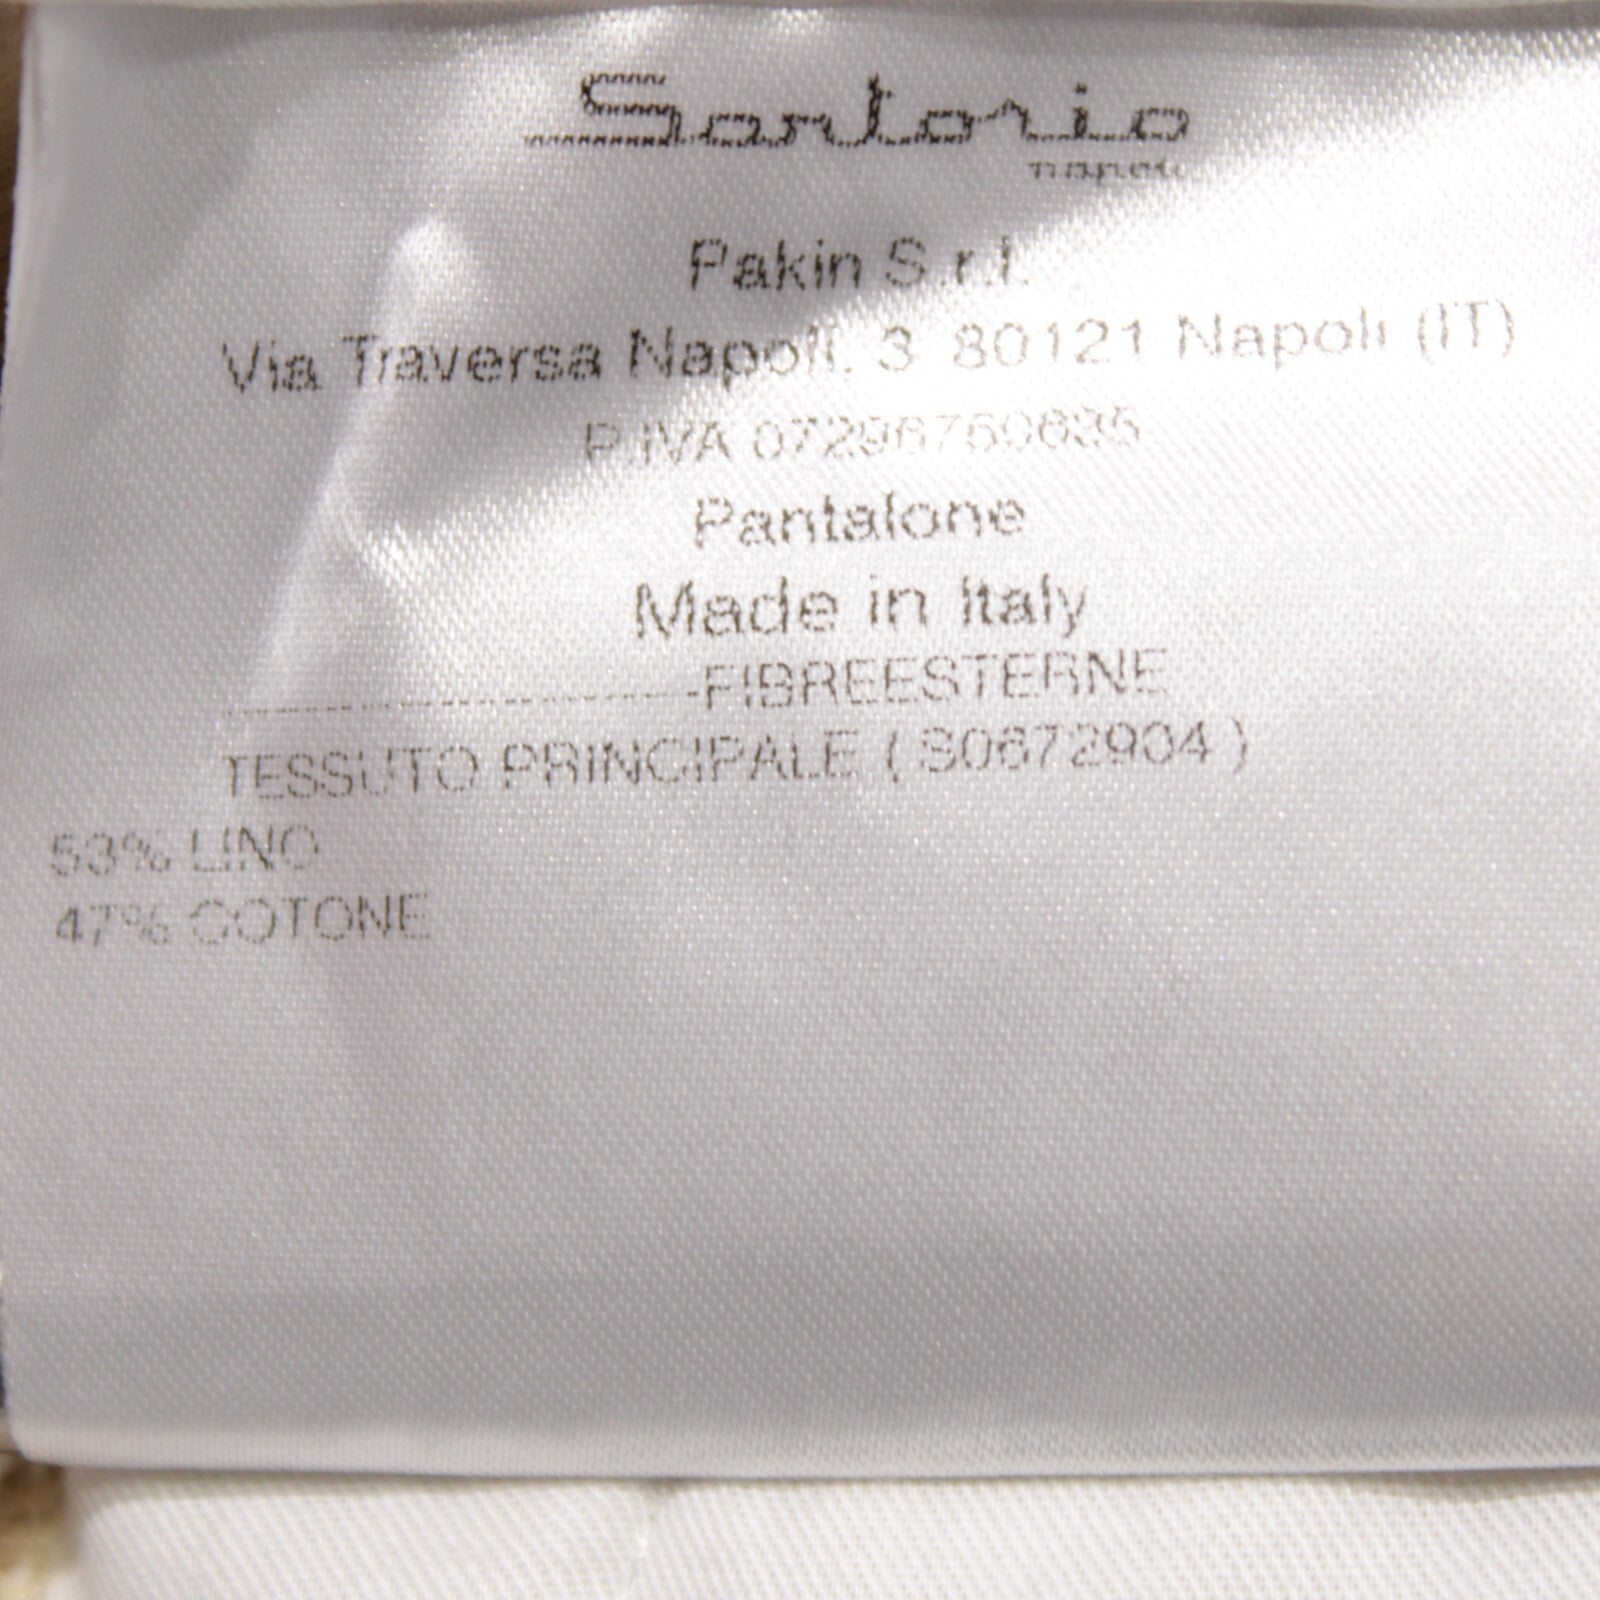 Sartorio
napoli
Pakin S.r.l.
Via Traversa Napoli, 3 80121 Napoli (IT)
P.IVA 07296760635
Pantalone
Made in Italy
--------------------------FIBREESTERNE
TESSUTO PRINCIPALE ( S0672904 )
53% LINO
47% COTONE